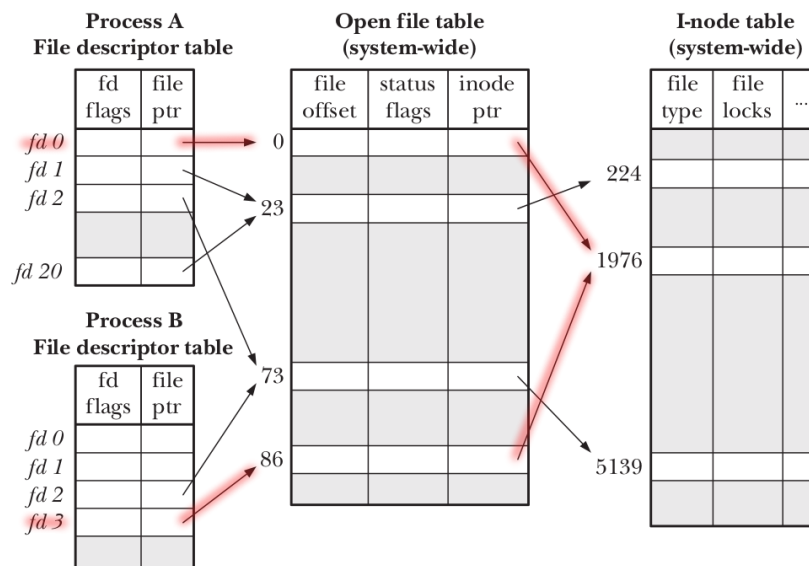 Process A
File descriptor table
fd
flags
file
ptr
fd 0
fd 1
fd 2
fd 20
Process B
File descriptor table
fd
flags
file
ptr
fd 0
fd 1
fd 2
fd 3
Open file table
(system-wide)
file
offset
status
flags
inode
ptr
0
23
73
86
I-node table
(system-wide)
file
type
file
locks
...
224
1976
5139